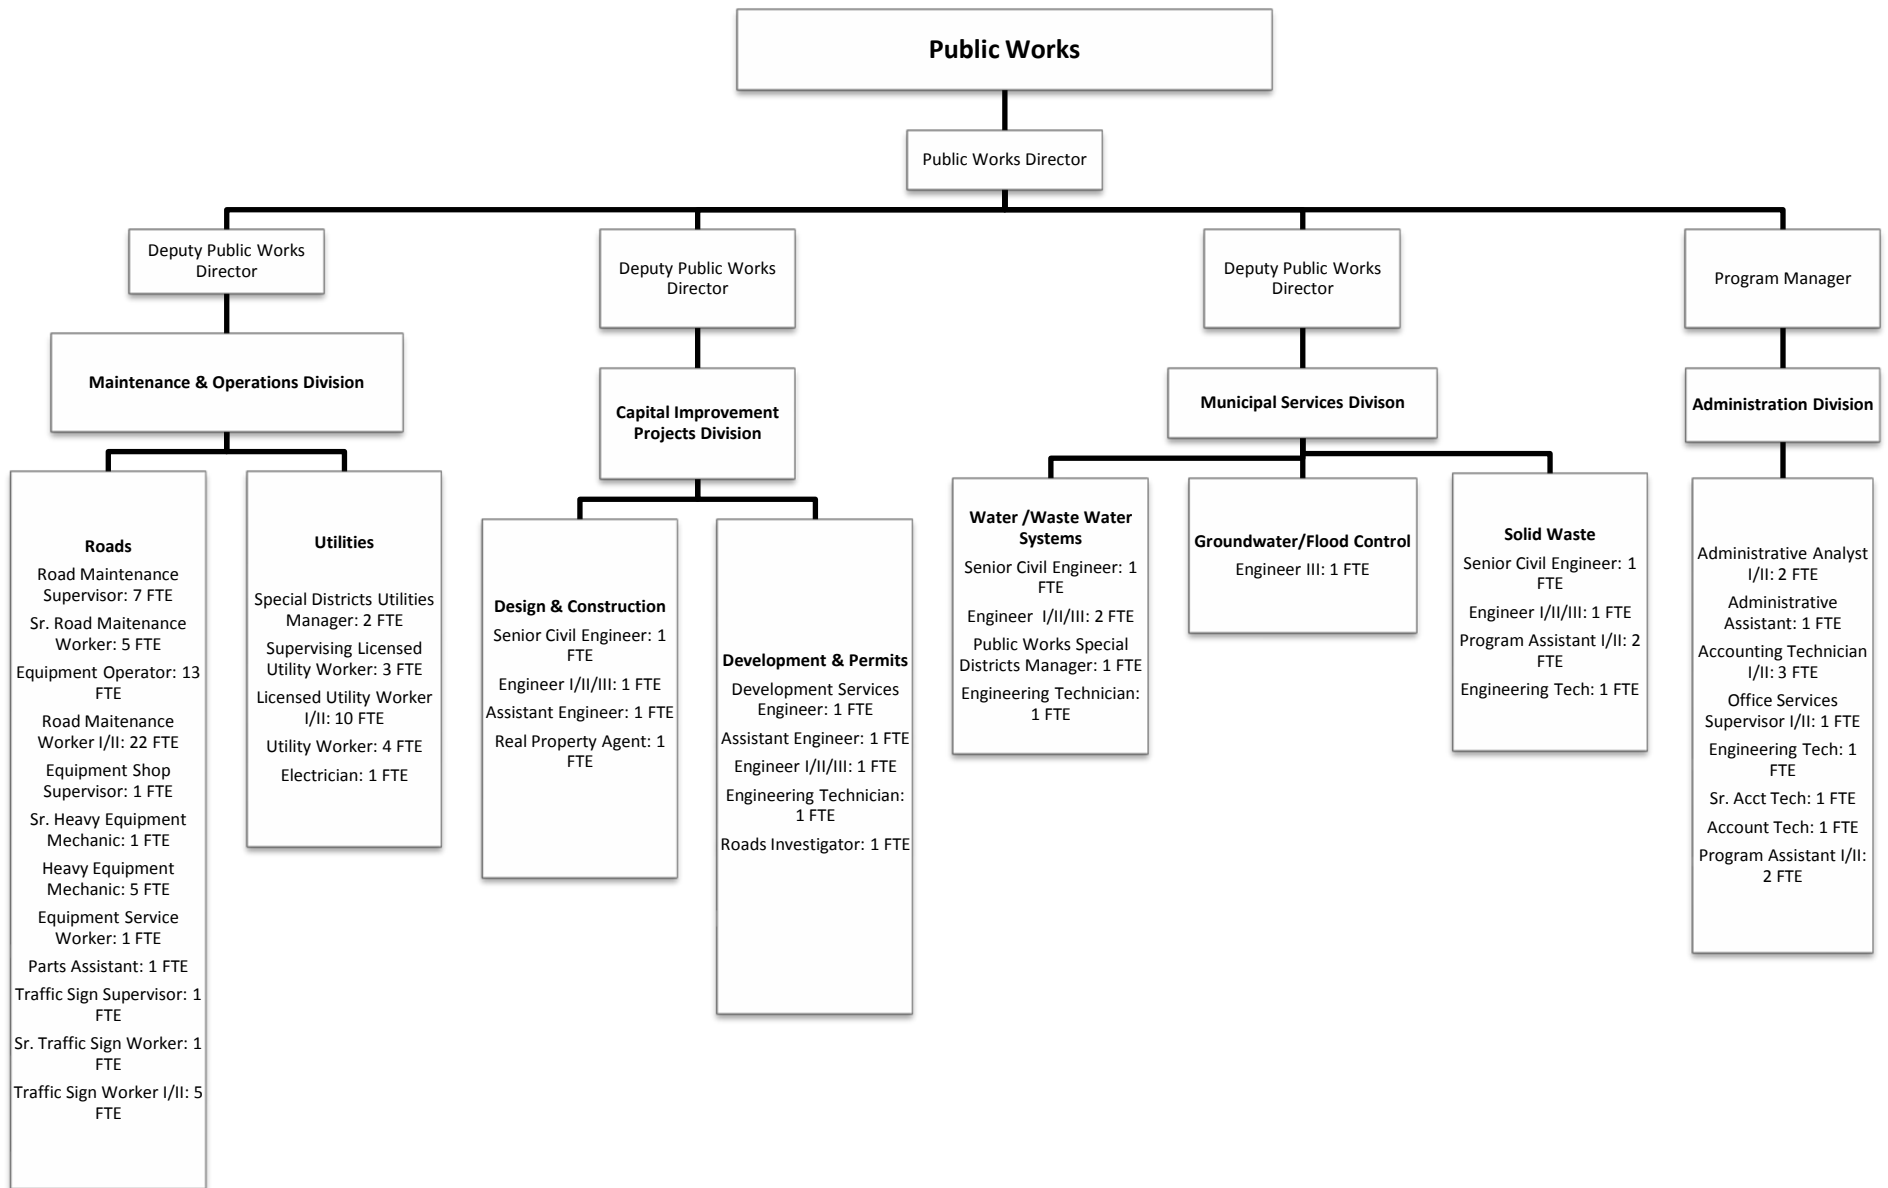 Public Works
Public Works Director
Deputy Public Works
Director
Maintenance & Operations Division
Roads
Road Maintenance
Supervisor: 7 FTE
Sr. Road Maitenance
Worker: 5 FTE
Equipment Operator: 13
FTE
Road Maitenance
Worker I/II: 22 FTE
Equipment Shop
Supervisor: 1 FTE
Sr. Heavy Equipment
Mechanic: 1 FTE
Heavy Equipment
Mechanic: 5 FTE
Equipment Service
Worker: 1 FTE
Parts Assistant: 1 FTE
Traffic Sign Supervisor: 1
FTE
Sr. Traffic Sign Worker: 1
FTE
Traffic Sign Worker I/II: 5
FTE
Utilities
Special Districts Utilities
Manager: 2 FTE
Supervising Licensed
Utility Worker: 3 FTE
Licensed Utility Worker
I/II: 10 FTE
Utility Worker: 4 FTE
Electrician: 1 FTE
Deputy Public Works
Director
Capital Improvement
Projects Division
Design & Construction
Senior Civil Engineer: 1
FTE
Engineer I/II/III: 1 FTE
Assistant Engineer: 1 FTE
Real Property Agent: 1
FTE
Development & Permits
Development Services
Engineer: 1 FTE
Assistant Engineer: 1 FTE
Engineer I/II/III: 1 FTE
Engineering Technician:
1 FTE
Roads Investigator: 1 FTE
Deputy Public Works
Director
Municipal Services Divison
Water /Waste Water
Systems
Senior Civil Engineer: 1
FTE
Engineer  I/II/III: 2 FTE
Public Works Special
Districts Manager: 1 FTE
Engineering Technician:
1 FTE
Groundwater/Flood Control
Engineer III: 1 FTE
Solid Waste
Senior Civil Engineer: 1
FTE
Engineer I/II/III: 1 FTE
Program Assistant I/II: 2
FTE
Engineering Tech: 1 FTE
Program Manager
Administration Division
Administrative Analyst
I/II: 2 FTE
Administrative
Assistant: 1 FTE
Accounting Technician
I/II: 3 FTE
Office Services
Supervisor I/II: 1 FTE
Engineering Tech: 1
FTE
Sr. Acct Tech: 1 FTE
Account Tech: 1 FTE
Program Assistant I/II:
2 FTE